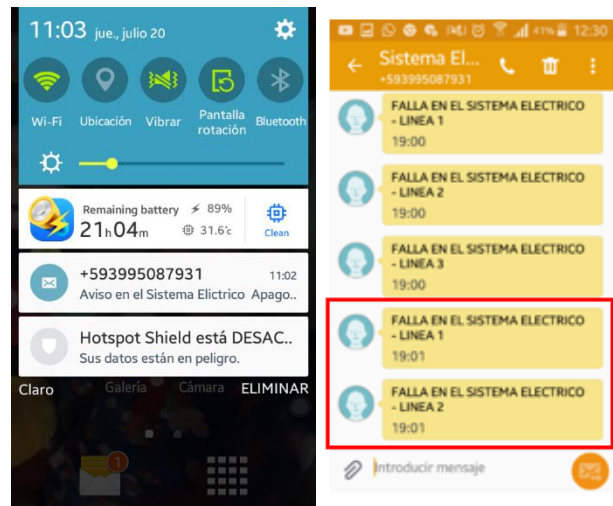 11:03 jue., julio 20
Wi-Fi
Ubicación
Vibrar
Pantalla
rotación
Bluetooth
Remaining battery 89%
21h04m 31.6°c
Clean
+593995087931 11:02
Aviso en el Sistema Elictrico Apago..
Hotspot Shield está DESAC..
Sus datos están en peligro.
Claro
Galería
Cámara
ELIMINAR
1
41% 12:30
Sistema El...
+593995087931
FALLA EN EL SISTEMA ELECTRICO
- LINEA 1
19:00
FALLA EN EL SISTEMA ELECTRICO
- LINEA 2
19:00
FALLA EN EL SISTEMA ELECTRICO
- LINEA 3
19:00
FALLA EN EL SISTEMA ELECTRICO
- LINEA 1
19:01
FALLA EN EL SISTEMA ELECTRICO
- LINEA 2
19:01
Introducir mensaje